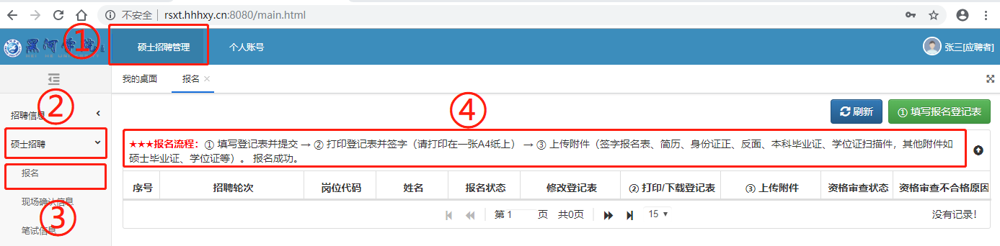 不安全 | rsxt.hhhxy.cn:8080/main.html
① 硕士招聘管理 个人账号 张三[应聘者]
黑河学院
HEI HE UNIVERSITY
我的桌面 报名 ×
② ④
招聘信息
刷新 ① 填写报名登记表
硕士招聘
★★★报名流程：① 填写登记表并提交 → ② 打印登记表并签字（请打印在一张A4纸上） → ③ 上传附件（签字报名表、简历、身份证正、反面、本科毕业证、学位证扫描件，其他附件如
硕士毕业证、学位证等）。 报名成功。
报名
序号 招聘轮次 岗位代码 姓名 报名状态 修改登记表 ② 打印/下载登记表 ③ 上传附件 资格审查状态 资格审查不合格原因
现场确认信息
③
第 1 页 共0页 15 没有记录！
笔试信息